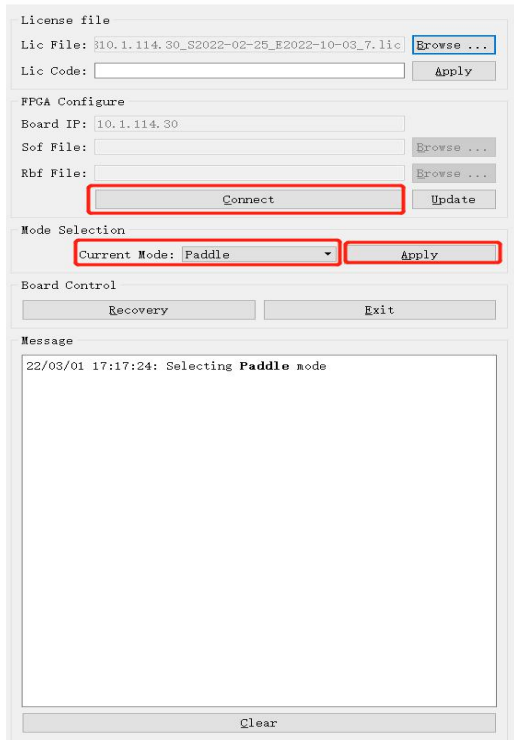 License file
Lic File: 310.1.114.30_S2022-02-25_E2022-10-03_7.lic Browse ...
Lic Code: Apply
FPGA Configure
Board IP: 10.1.114.30
Sof File: Browse ...
Rbf File: Browse ...
Connect Update
Mode Selection
Current Mode: Paddle Apply
Board Control
Recovery Exit
Message
22/03/01 17:17:24: Selecting Paddle mode
Clear